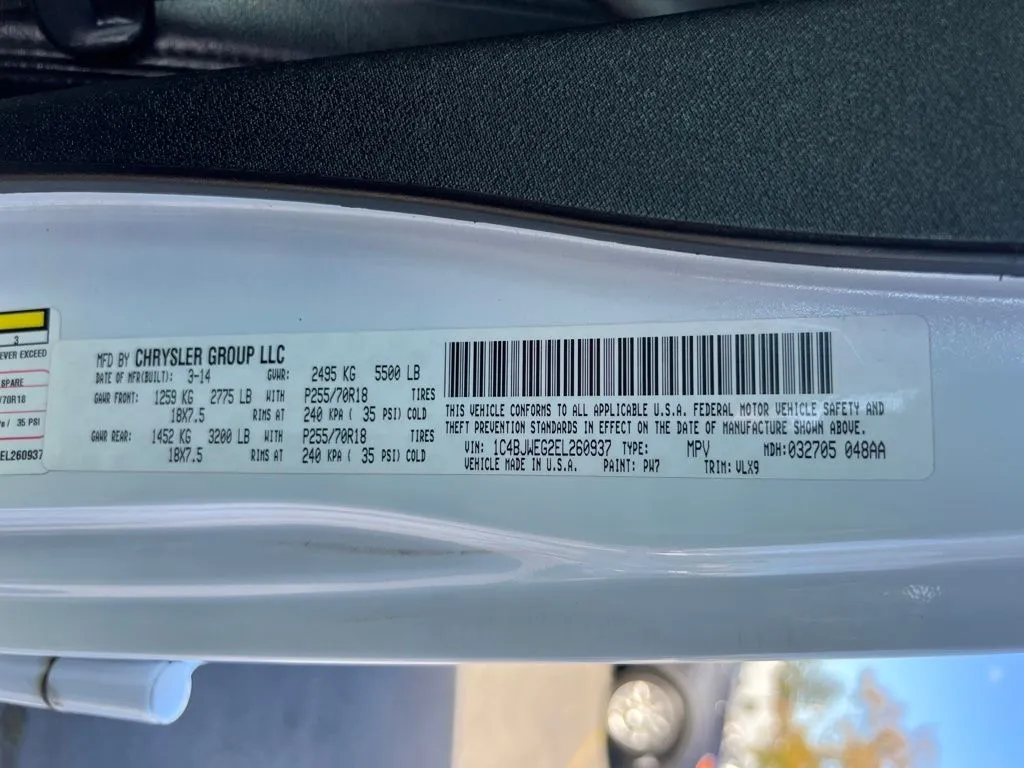 3
EVER EXCEED
SPARE
/70R18
/ 35 PSI
EL260937
MFD BY CHRYSLER GROUP LLC
DATE OF MFR(BUILT): 3-14 GVWR: 2495 KG 5500 LB
GAWR FRONT: 1259 KG 2775 LB WITH P255/70R18 TIRES
18X7.5 RIMS AT 240 KPA ( 35 PSI) COLD
GAWR REAR: 1452 KG 3200 LB WITH P255/70R18 TIRES
18X7.5 RIMS AT 240 KPA ( 35 PSI) COLD
THIS VEHICLE CONFORMS TO ALL APPLICABLE U.S.A. FEDERAL MOTOR VEHICLE SAFETY AND
THEFT PREVENTION STANDARDS IN EFFECT ON THE DATE OF MANUFACTURE SHOWN ABOVE.
VIN: 1C4BJWEG2EL260937 TYPE: MPV MDH:032705 048AA
VEHICLE MADE IN U.S.A. PAINT: PW7 TRIM: VLX9